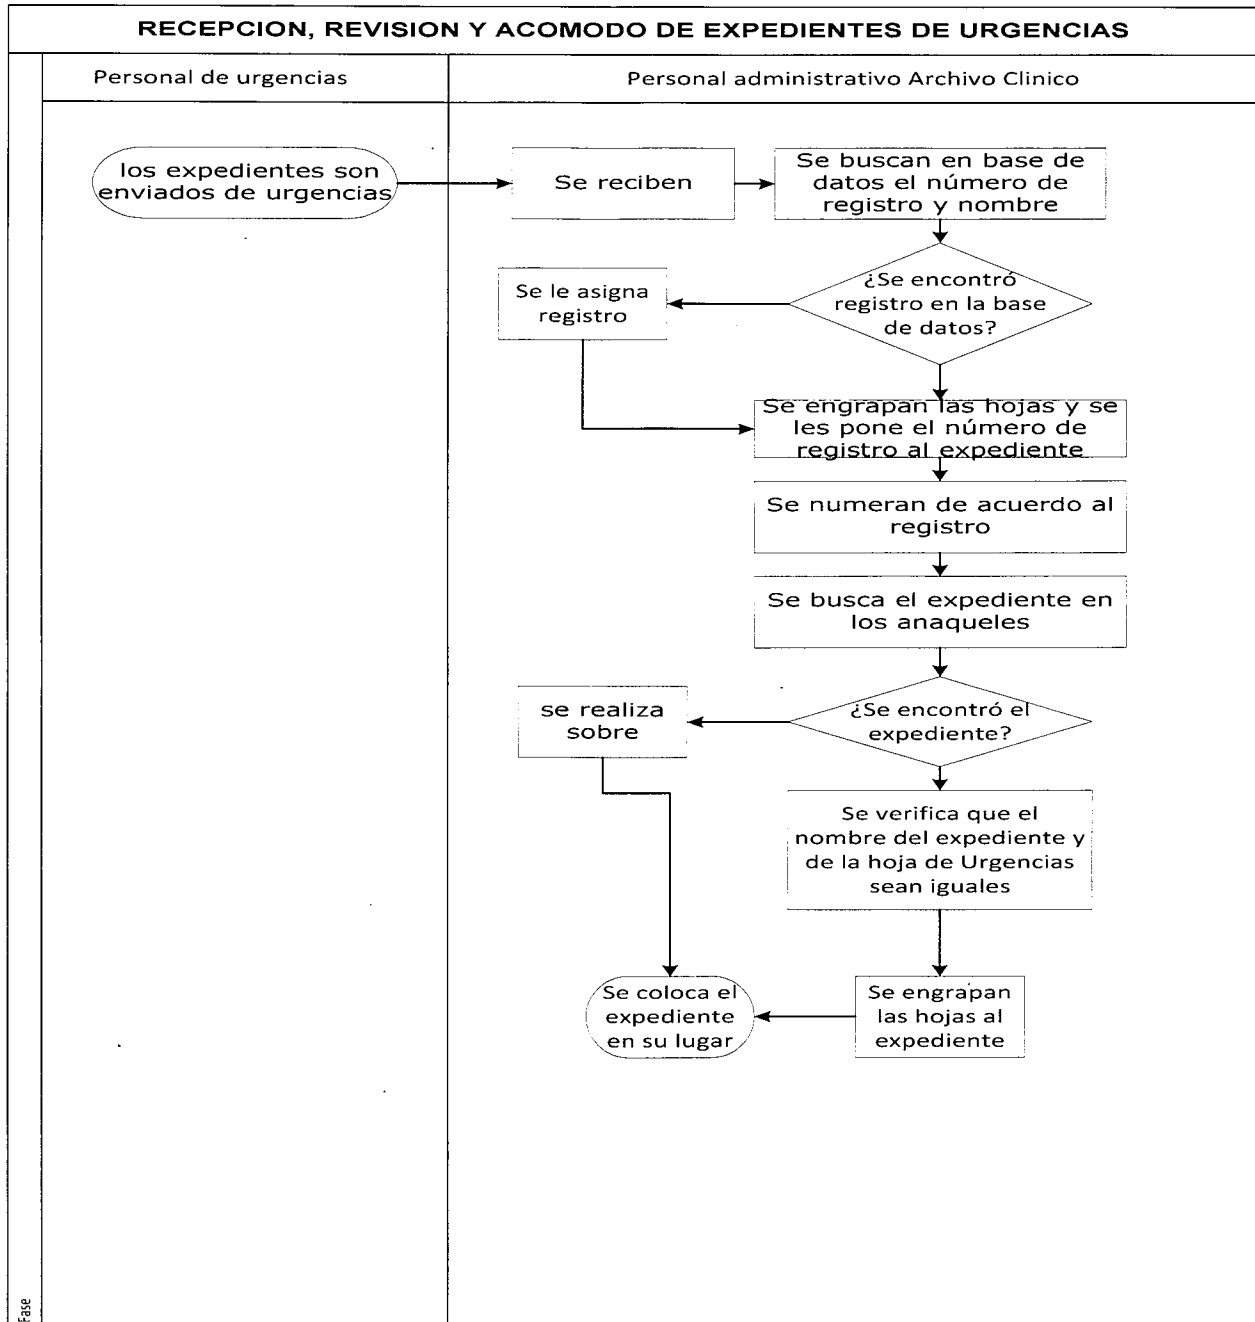 RECEPCION, REVISION Y ACOMODO DE EXPEDIENTES DE URGENCIAS
Personal de urgencias
Personal administrativo Archivo Clinico
los expedientes son
enviados de urgencias
Se reciben
Se buscan en base de
datos el número de
registro y nombre
¿Se encontró
registro en la base
de datos?
Se le asigna
registro
Se engrapan las hojas y se
les pone el número de
registro al expediente
Se numeran de acuerdo al
registro
Se busca el expediente en
los anaqueles
¿Se encontró el
expediente?
se realiza
sobre
Se verifica que el
nombre del expediente y
de la hoja de Urgencias
sean iguales
Se engrapan
las hojas al
expediente
Se coloca el
expediente
en su lugar
Fase